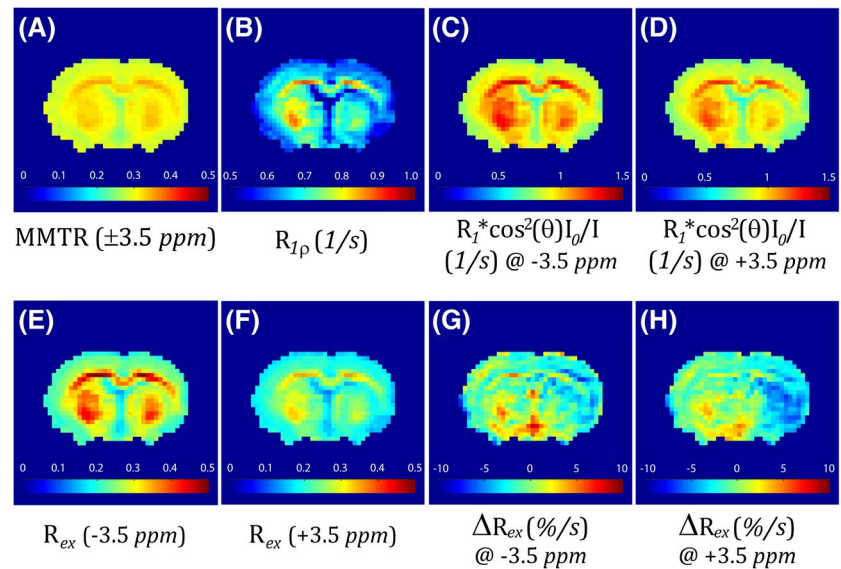 (A) (B) (C) (D)
0 0.1 0.2 0.3 0.4 0.5 0.5 0.6 0.7 0.8 0.9 1.0 0 0.5 1 1.5 0 0.5 1 1.5
MMTR (±3.5 ppm) R1ρ (1/s) R1*cos²(θ)I0/I R1*cos²(θ)I0/I
(1/s) @ -3.5 ppm (1/s) @ +3.5 ppm
(E) (F) (G) (H)
0 0.1 0.2 0.3 0.4 0.5 0 0.1 0.2 0.3 0.4 0.5 -10 -5 0 5 10 -10 -5 0 5 10
Rex (-3.5 ppm) Rex (+3.5 ppm) ΔRex (%/s) ΔRex (%/s)
@ -3.5 ppm @ +3.5 ppm